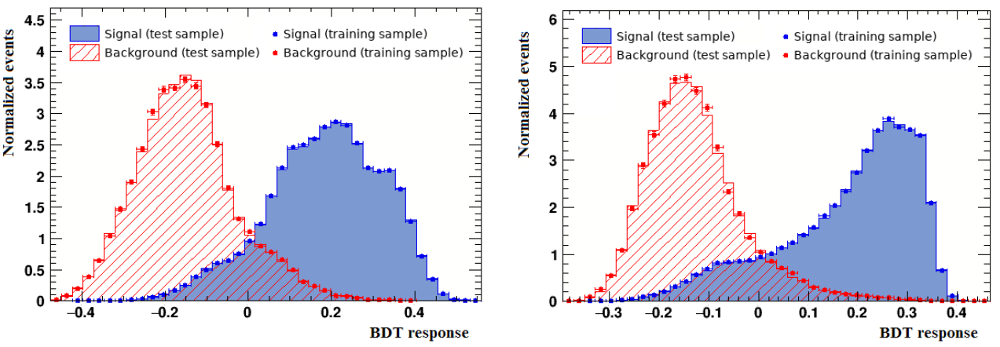 Normalized events
4.5
4
3.5
3
2.5
2
1.5
1
0.5
0
Signal (test sample)
Signal (training sample)
Background (test sample)
Background (training sample)
−0.4
−0.2
0
0.2
0.4
BDT response
Normalized events
6
5
4
3
2
1
0
Signal (test sample)
Signal (training sample)
Background (test sample)
Background (training sample)
−0.3
−0.2
−0.1
0
0.1
0.2
0.3
0.4
BDT response